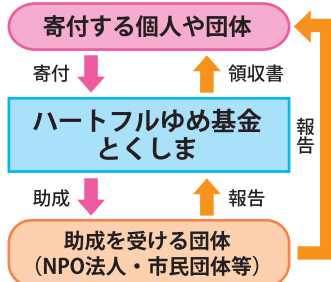 寄付する個人や団体
寄付
領収書
ハートフルゆめ基金
とくしま
報告
助成
報告
助成を受ける団体
（NPO法人・市民団体等）